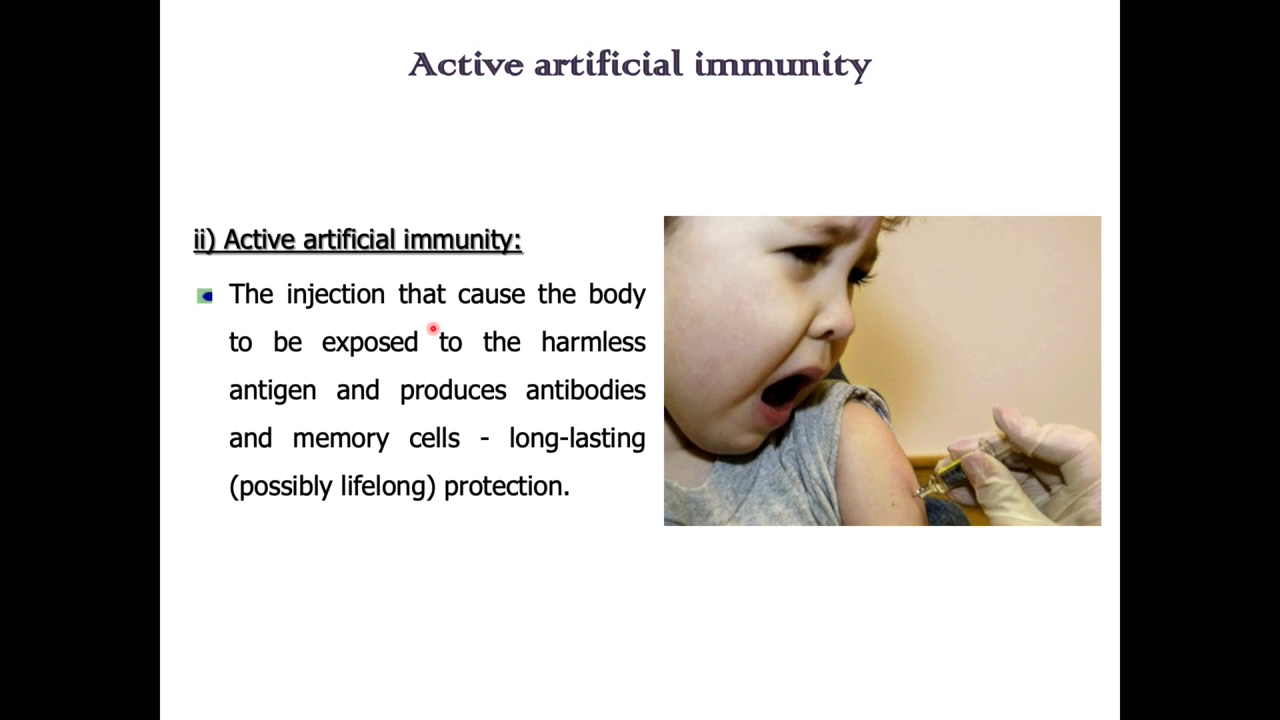 Active artificial immunity
ii) Active artificial immunity:
The injection that cause the body
to be exposed to the harmless
antigen and produces antibodies
and memory cells - long-lasting
(possibly lifelong) protection.